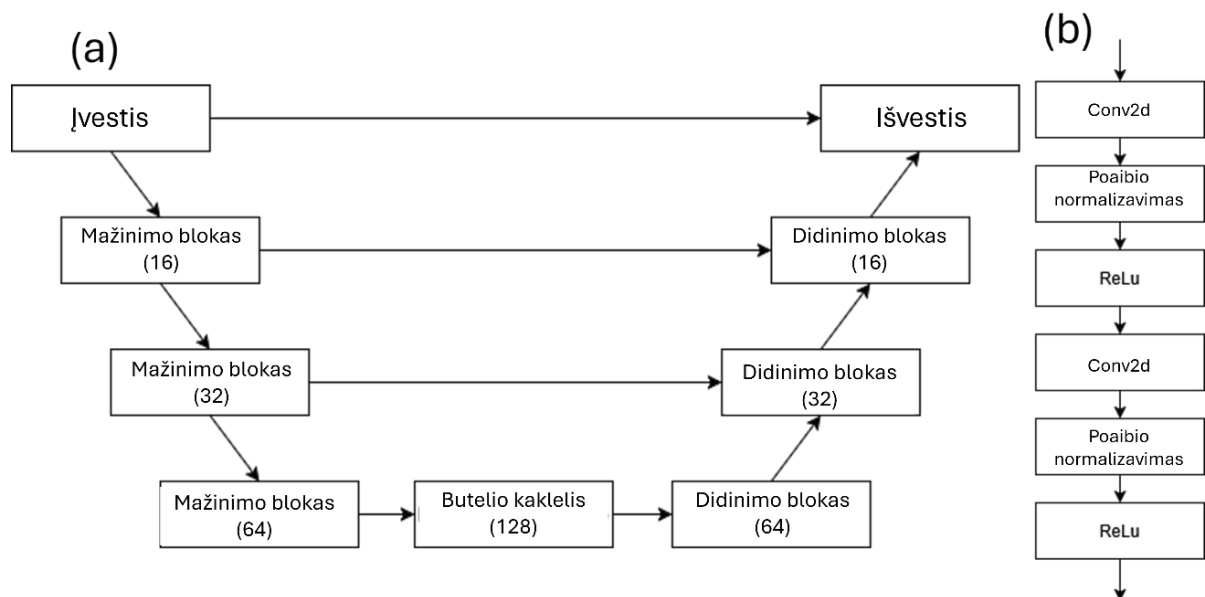 (a)
Įvestis
Išvestis
Mažinimo blokas
(16)
Didinimo blokas
(16)
Mažinimo blokas
(32)
Didinimo blokas
(32)
Mažinimo blokas
(64)
Butelio kaklelis
(128)
Didinimo blokas
(64)
(b)
Conv2d
Poaibio
normalizavimas
ReLu
Conv2d
Poaibio
normalizavimas
ReLu